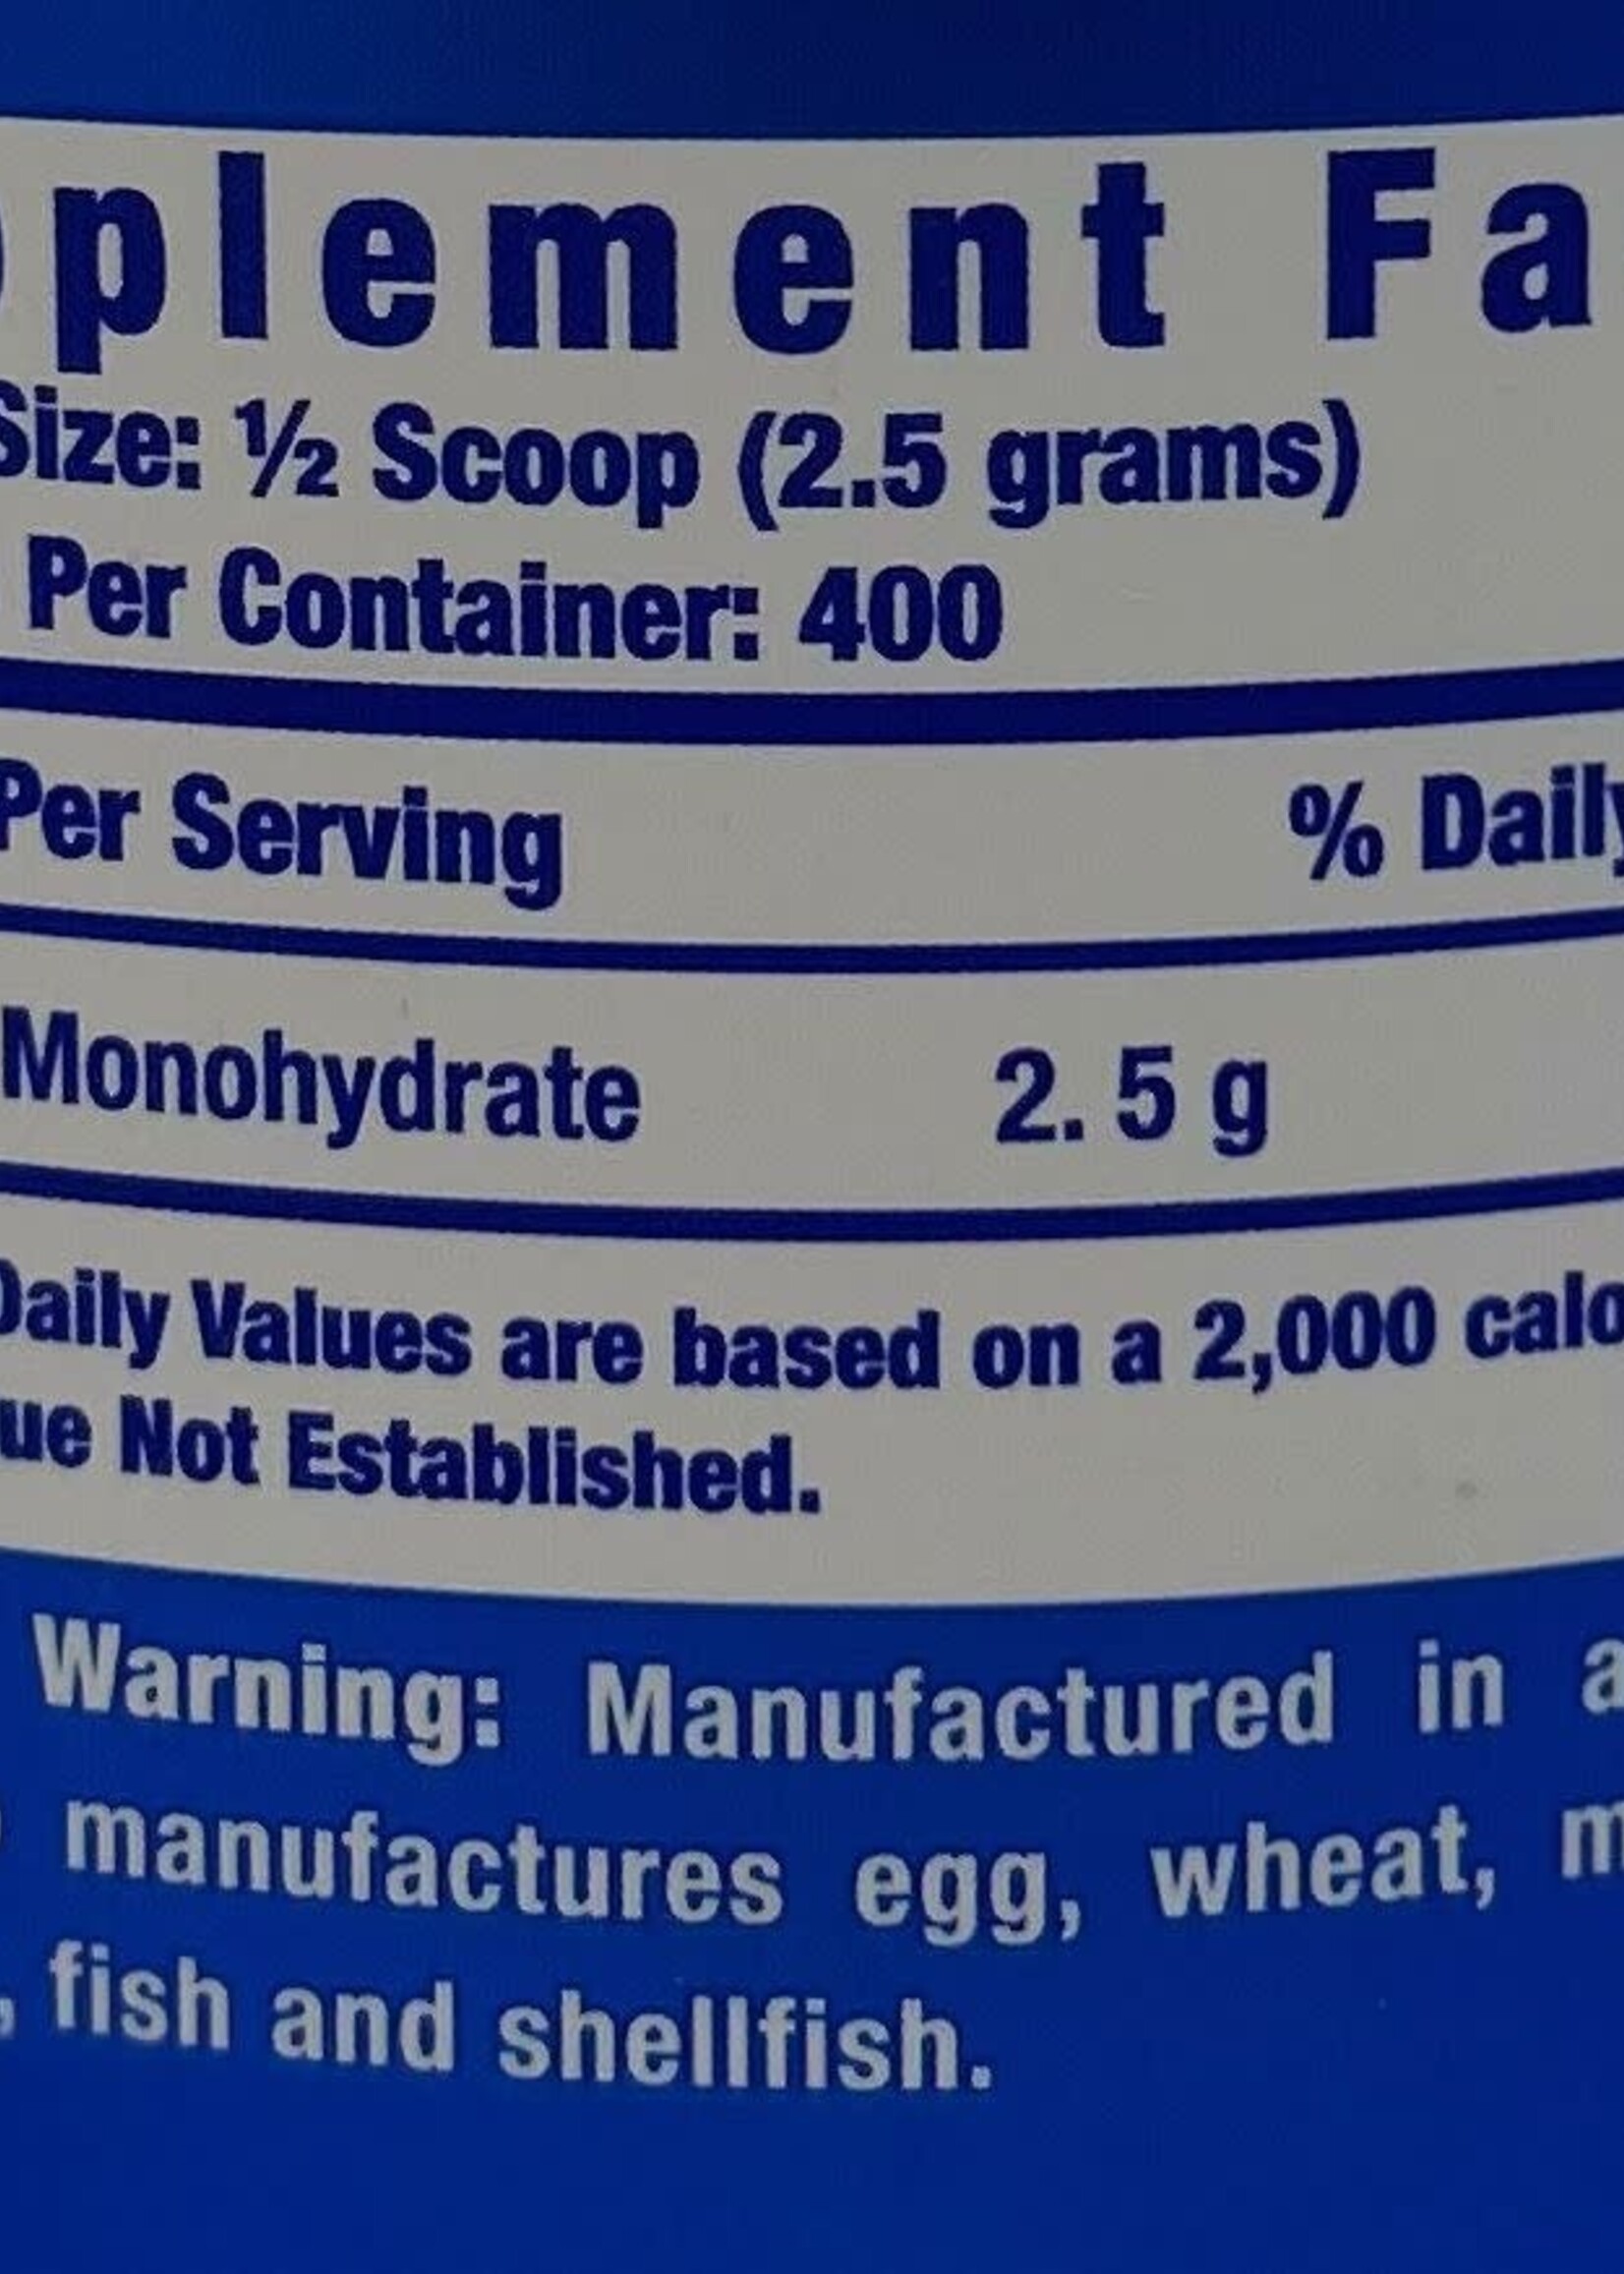 plement Fa
Size: ½ Scoop (2.5 grams)
Per Container: 400
Per Serving % Daily
Monohydrate 2. 5 g
Daily Values are based on a 2,000 calo
ue Not Established.
Warning: Manufactured in a
manufactures egg, wheat, m
, fish and shellfish.